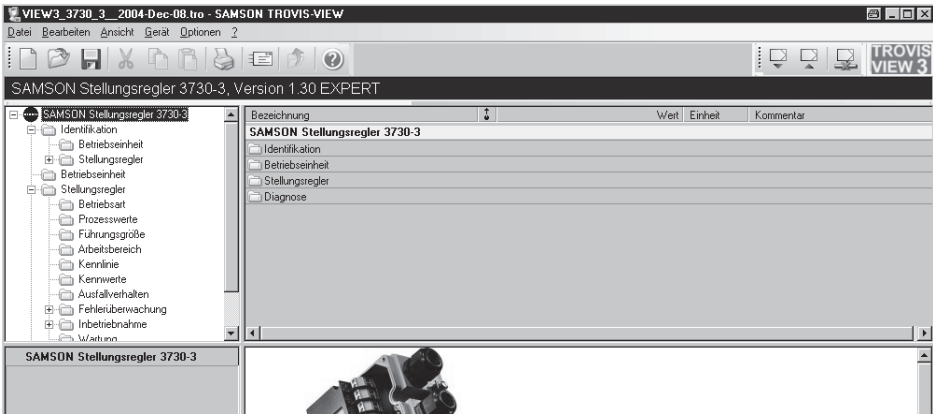 VIEW3_3730_3__2004-Dec-08.tro - SAMSON TROVIS-VIEW
Datei Bearbeiten Ansicht Gerät Optionen ?
TROVIS
VIEW 3
SAMSON Stellungsregler 3730-3, Version 1.30 EXPERT
SAMSON Stellungsregler 3730-3
Identifikation
Betriebseinheit
Stellungsregler
Betriebseinheit
Stellungsregler
Betriebsart
Prozesswerte
Führungsgröße
Arbeitsbereich
Kennlinie
Kennwerte
Ausfallverhalten
Fehlerüberwachung
Inbetriebnahme
Wartung
Bezeichnung Wert Einheit Kommentar
SAMSON Stellungsregler 3730-3
Identifikation
Betriebseinheit
Stellungsregler
Diagnose
SAMSON Stellungsregler 3730-3